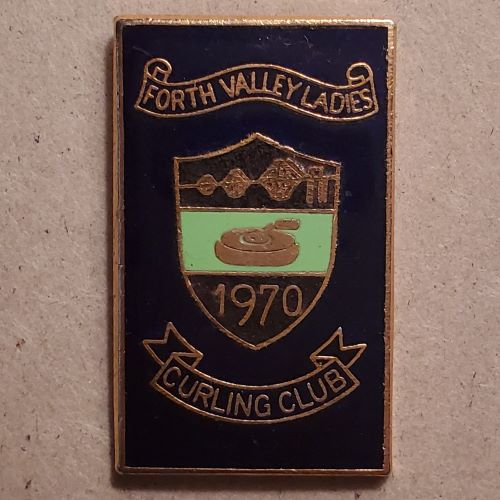 FORTH VALLEY LADIES
1970
CURLING CLUB